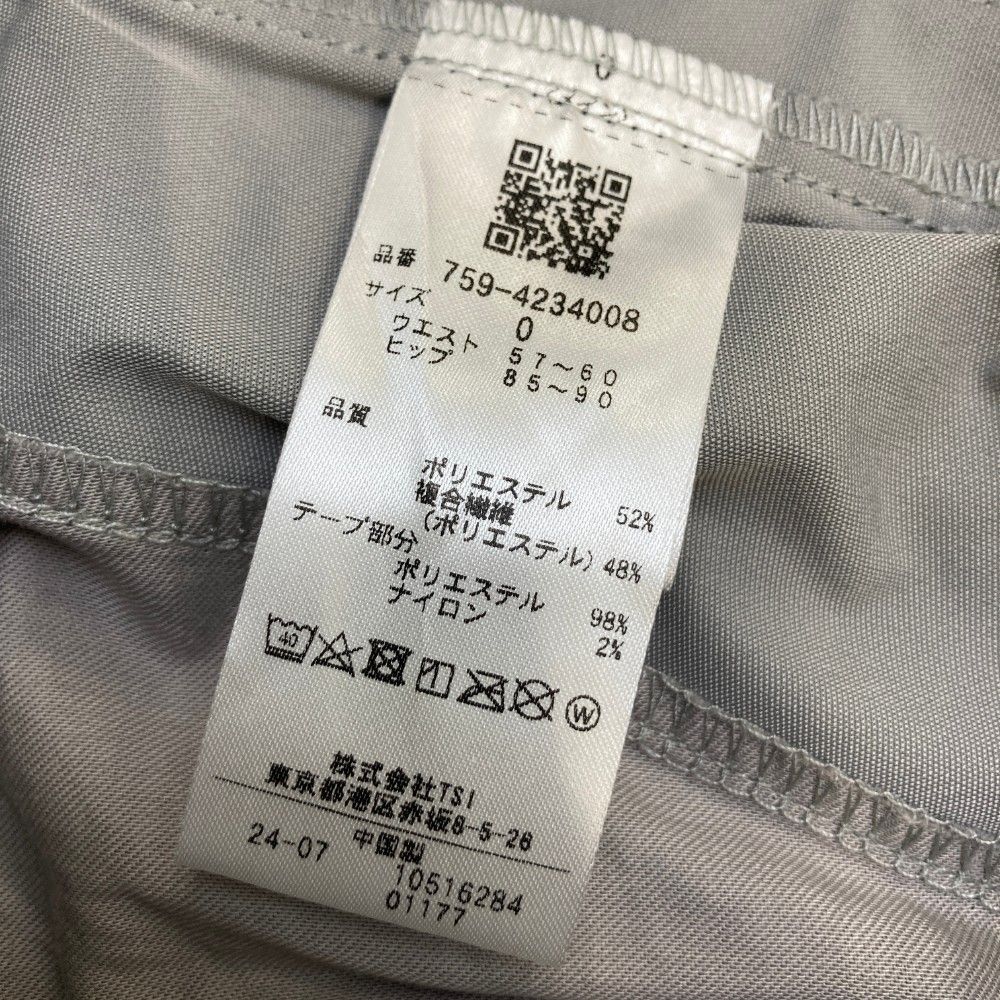 品番 759-4234008
サイズ 0
ウエスト 57～60
ヒップ 85～90
品質
ポリエステル 52%
複合繊維
(ポリエステル) 48%
テープ部分
ポリエステル 98%
ナイロン 2%
40
W
株式会社TSI
東京都港区赤坂8-5-28
24-07 中国製
10516284
01177